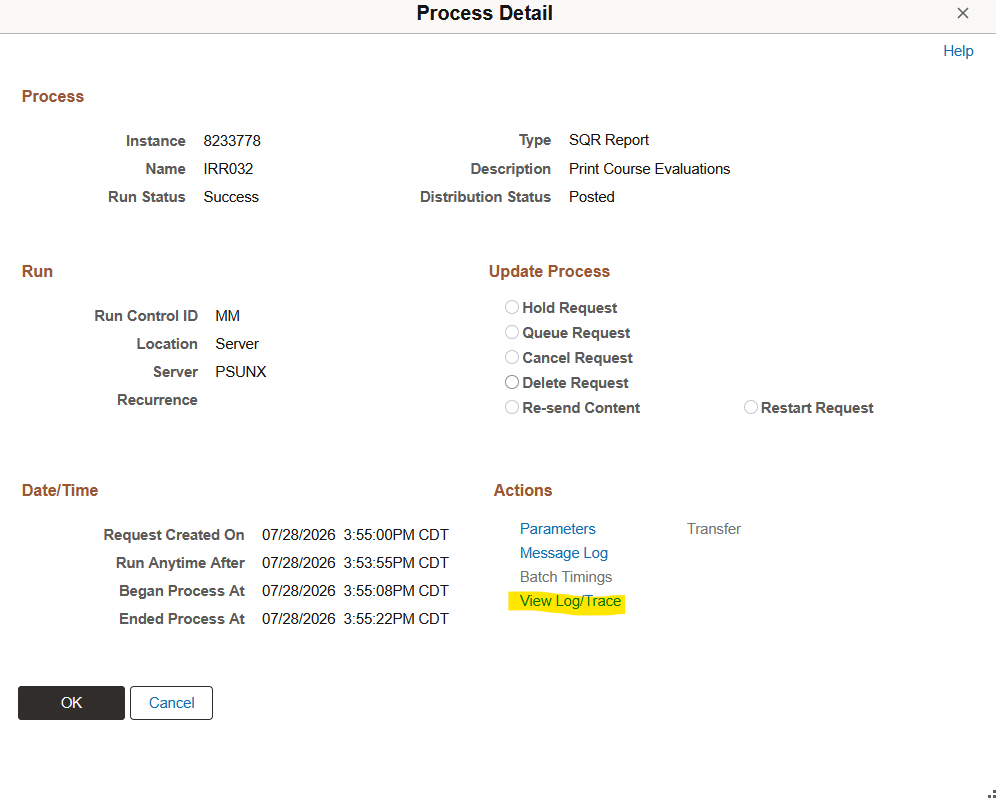 Process Detail
Help
Process
Instance 8233778 Type SQR Report
Name IRR032 Description Print Course Evaluations
Run Status Success Distribution Status Posted
Run Update Process
Hold Request
Run Control ID MM
Queue Request
Location Server
Cancel Request
Server PSUNX
Delete Request
Recurrence
Re-send Content Restart Request
Date/Time Actions
Request Created On 07/28/2026 3:55:00PM CDT Parameters Transfer
Message Log
Run Anytime After 07/28/2026 3:53:55PM CDT
Batch Timings
Began Process At 07/28/2026 3:55:08PM CDT
View Log/Trace
Ended Process At 07/28/2026 3:55:22PM CDT
OK Cancel